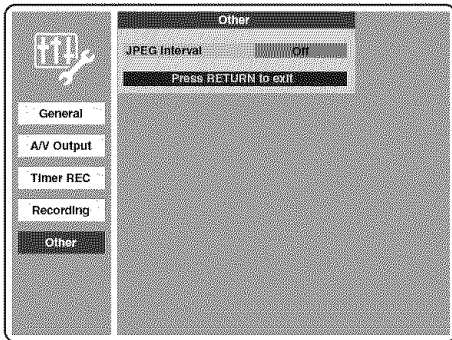 Other
JPEG Interval Off
Press RETURN to exit
General
A/V Output
Timer REC
Recording
Other